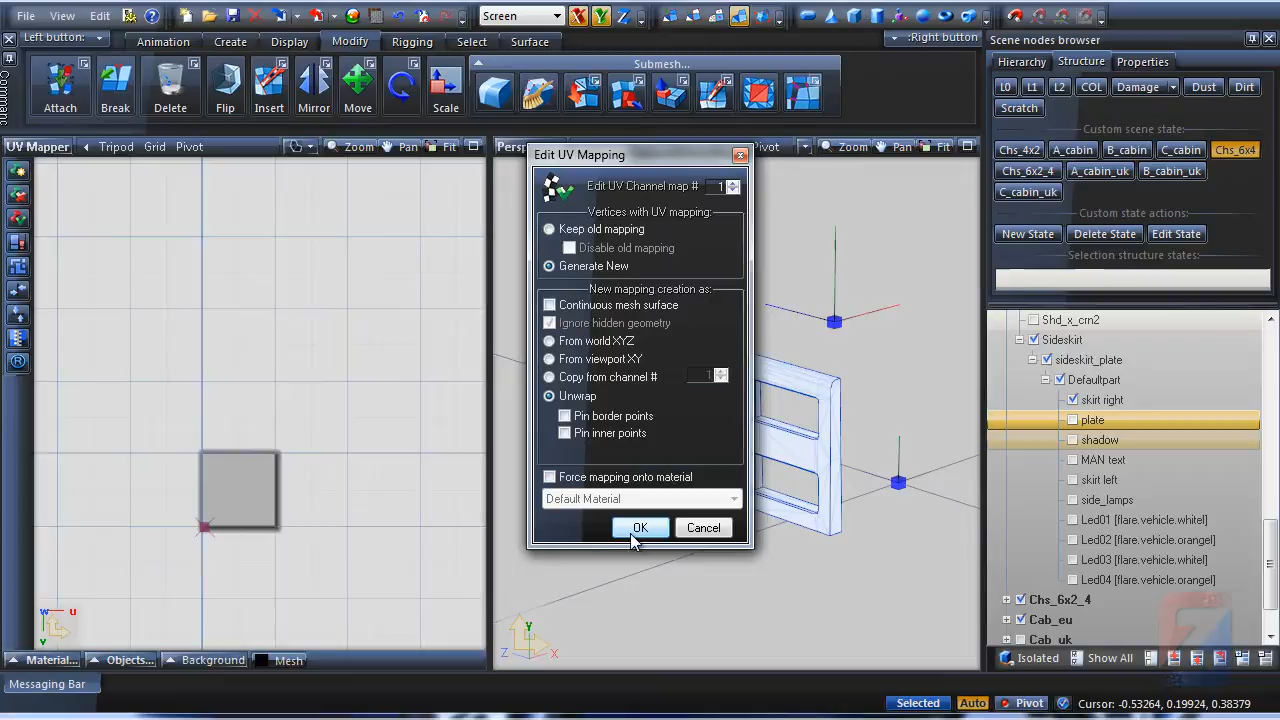 File View Edit Screen X Y Z
Left button: :Right button
Animation Create Display Modify Rigging Select Surface
Attach Break Delete Flip Insert Mirror Move Scale
Submesh...
UV Mapper Tripod Grid Pivot Zoom Pan Fit
Zoom Pan Fit
Edit UV Mapping
Edit UV Channel map # 1
Vertices with UV mapping:
Keep old mapping
Disable old mapping
Generate New
New mapping creation as:
Continuous mesh surface
Ignore hidden geometry
From world XYZ
From viewport XY
Copy from channel # 1
Unwrap
Pin border points
Pin inner points
Force mapping onto material
Default Material
OK Cancel
w u
v
Y
Z X
Scene nodes browser
Hierarchy Structure Properties
L0 L1 L2 COL Damage Dust Dirt
Scratch
Custom scene state:
Chs_4x2 A_cabin B_cabin C_cabin Chs_6x4
Chs_6x2_4 A_cabin_uk B_cabin_uk
C_cabin_uk
Custom state actions:
New State Delete State Edit State
Selection structure states:
Shd_x_crn2
Sideskirt
sideskirt_plate
Defaultpart
skirt right
plate
shadow
MAN text
skirt left
side_lamps
Led01 [flare.vehicle.whitel]
Led02 [flare.vehicle.orangel]
Led03 [flare.vehicle.whitel]
Led04 [flare.vehicle.orangel]
Chs_6x2_4
Cab_eu
Cab_uk
Isolated Show All
Material... Objects... Background Mesh
Messaging Bar
Selected Auto Pivot Cursor: -0.53264, 0.19924, 0.38379